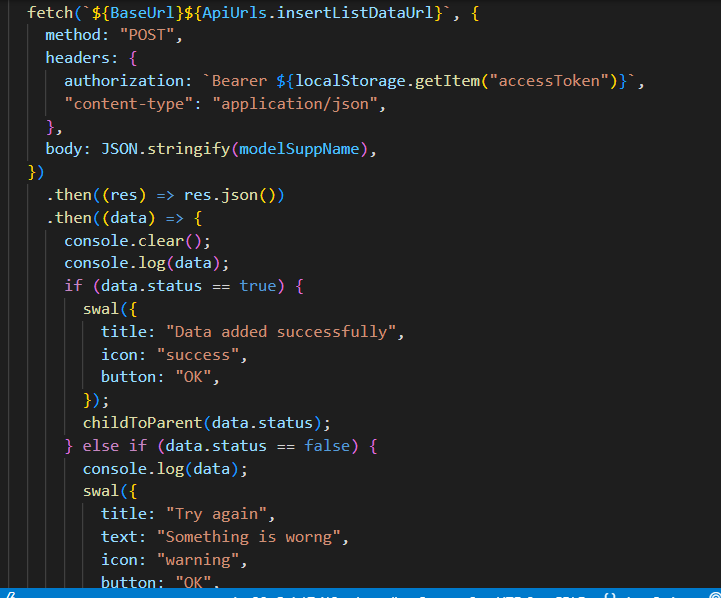 fetch(`${BaseUrl}${ApiUrls.insertListDataUrl}`, {
method: "POST",
headers: {
authorization: `Bearer ${localStorage.getItem("accessToken")}`,
"content-type": "application/json",
},
body: JSON.stringify(modelSuppName),
})
.then((res) => res.json())
.then((data) => {
console.clear();
console.log(data);
if (data.status == true) {
swal({
title: "Data added successfully",
icon: "success",
button: "OK",
});
childToParent(data.status);
} else if (data.status == false) {
console.log(data);
swal({
title: "Try again",
text: "Something is worng",
icon: "warning",
button: "OK",